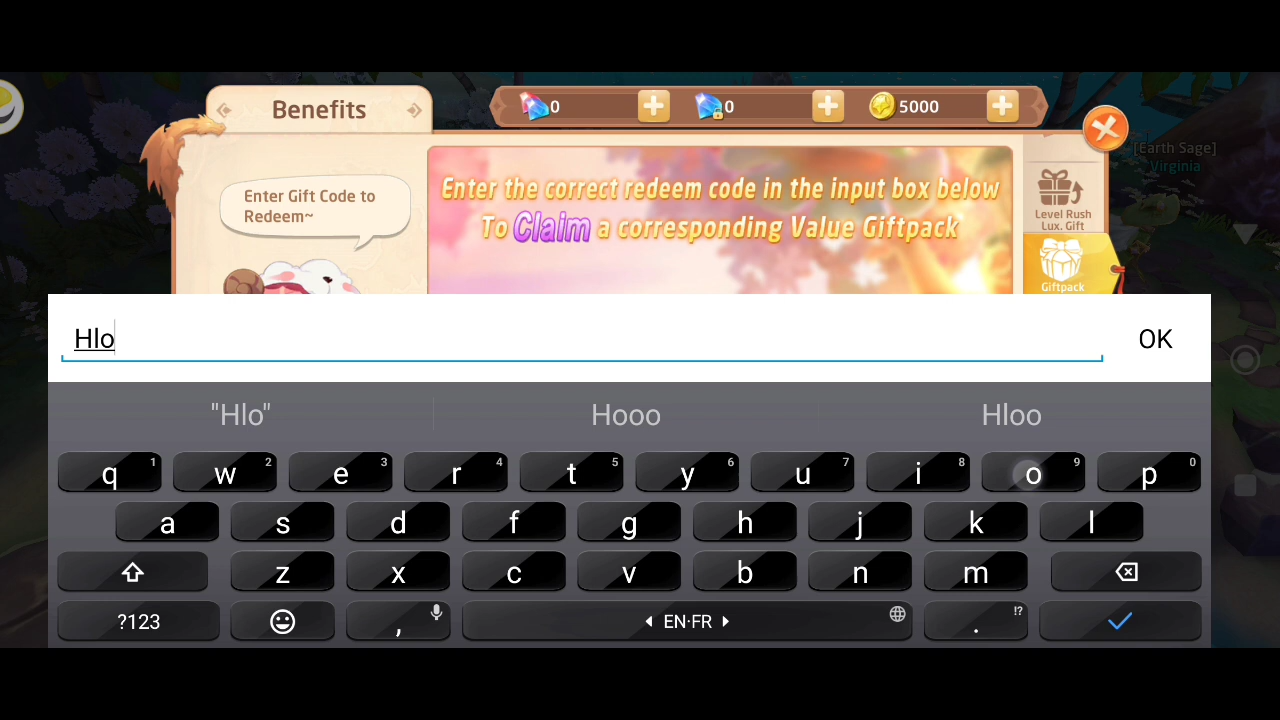 Benefits
0
0
5000
[Earth Sage]
Virginia
Enter Gift Code to
Redeem~
Enter the correct redeem code in the input box below
To Claim a corresponding Value Giftpack
Level Rush
Lux. Gift
Giftpack
Hlo
OK
"Hlo"
Hooo
Hloo
q 1 w 2 e 3 r 4 t 5 y 6 u 7 i 8 o 9 p 0
a s d f g h j k l
z x c v b n m
?123 , EN·FR . !?